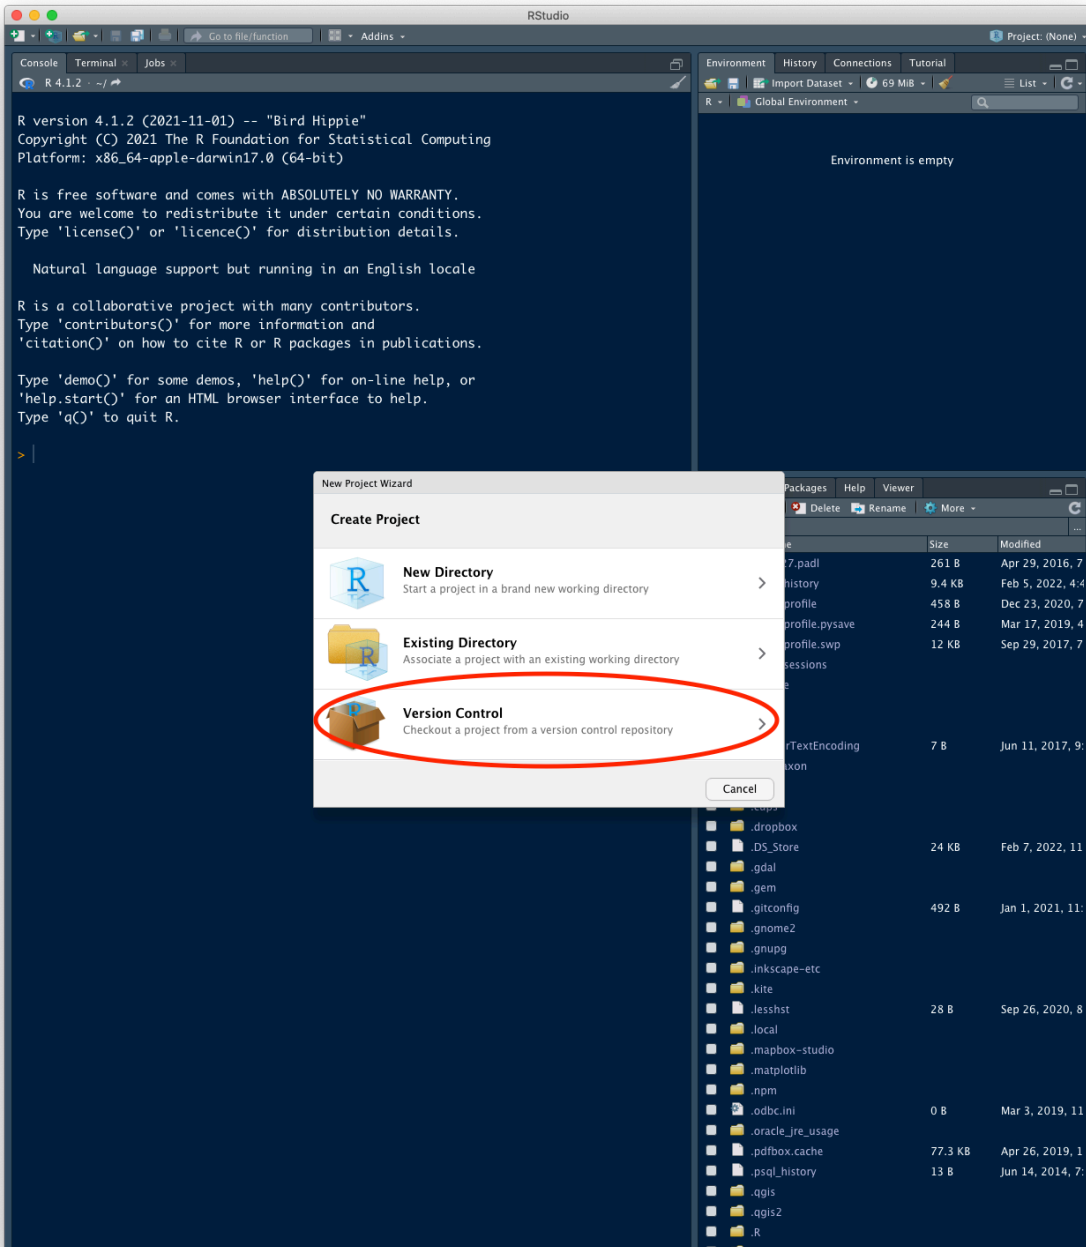 RStudio
Go to file/function
Addins
Project: (None)
Console Terminal Jobs
R 4.1.2 · ~/
R version 4.1.2 (2021-11-01) -- "Bird Hippie"
Copyright (C) 2021 The R Foundation for Statistical Computing
Platform: x86_64-apple-darwin17.0 (64-bit)
R is free software and comes with ABSOLUTELY NO WARRANTY.
You are welcome to redistribute it under certain conditions.
Type 'license()' or 'licence()' for distribution details.
Natural language support but running in an English locale
R is a collaborative project with many contributors.
Type 'contributors()' for more information and
'citation()' on how to cite R or R packages in publications.
Type 'demo()' for some demos, 'help()' for on-line help, or
'help.start()' for an HTML browser interface to help.
Type 'q()' to quit R.
>
Environment History Connections Tutorial
Import Dataset 69 MiB List
R Global Environment
Environment is empty
New Project Wizard
Create Project
R
New Directory
Start a project in a brand new working directory
R
Existing Directory
Associate a project with an existing working directory
Version Control
Checkout a project from a version control repository
Cancel
Packages Help Viewer
Delete Rename More
...
e Size Modified
27.padl 261 B Apr 29, 2016, 7
history 9.4 KB Feb 5, 2022, 4:4
profile 458 B Dec 23, 2020, 7
profile.pysave 244 B Mar 17, 2019, 4
profile.swp 12 KB Sep 29, 2017, 7
sessions
e
rTextEncoding 7 B Jun 11, 2017, 9:
xon
.cups
.dropbox
.DS_Store 24 KB Feb 7, 2022, 11
.gdal
.gem
.gitconfig 492 B Jan 1, 2021, 11:
.gnome2
.gnupg
.inkscape-etc
.kite
.lesshst 28 B Sep 26, 2020, 8
.local
.mapbox-studio
.matplotlib
.npm
.odbc.ini 0 B Mar 3, 2019, 11
.oracle_jre_usage
.pdfbox.cache 77.3 KB Apr 26, 2019, 1
.psql_history 13 B Jun 14, 2014, 7:
.qgis
.qgis2
.R